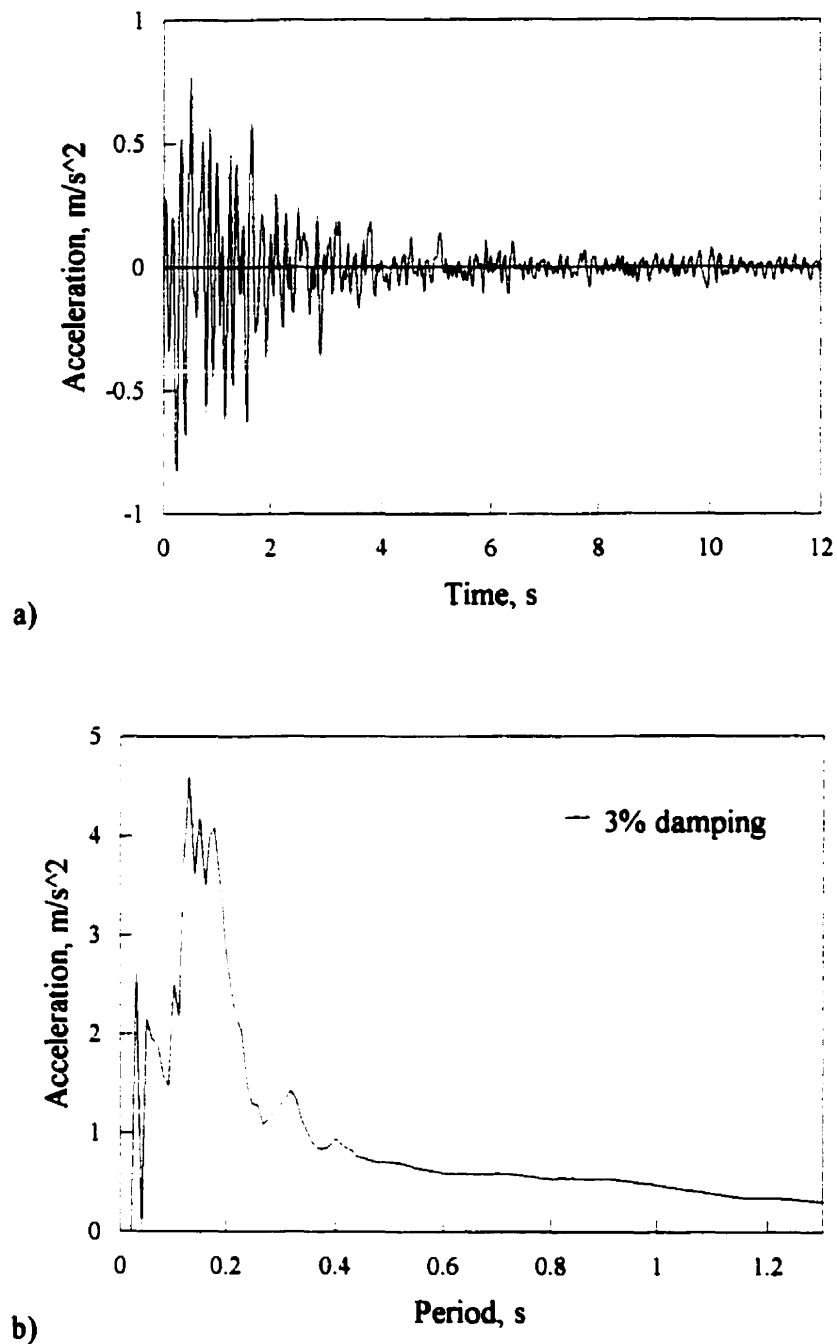 1
0.5
0
-0.5
-1
Acceleration, m/s^2
0 2 4 6 8 10 12
Time, s
a)
5
4
3
2
1
0
Acceleration, m/s^2
3% damping
0 0.2 0.4 0.6 0.8 1 1.2
Period, s
b)